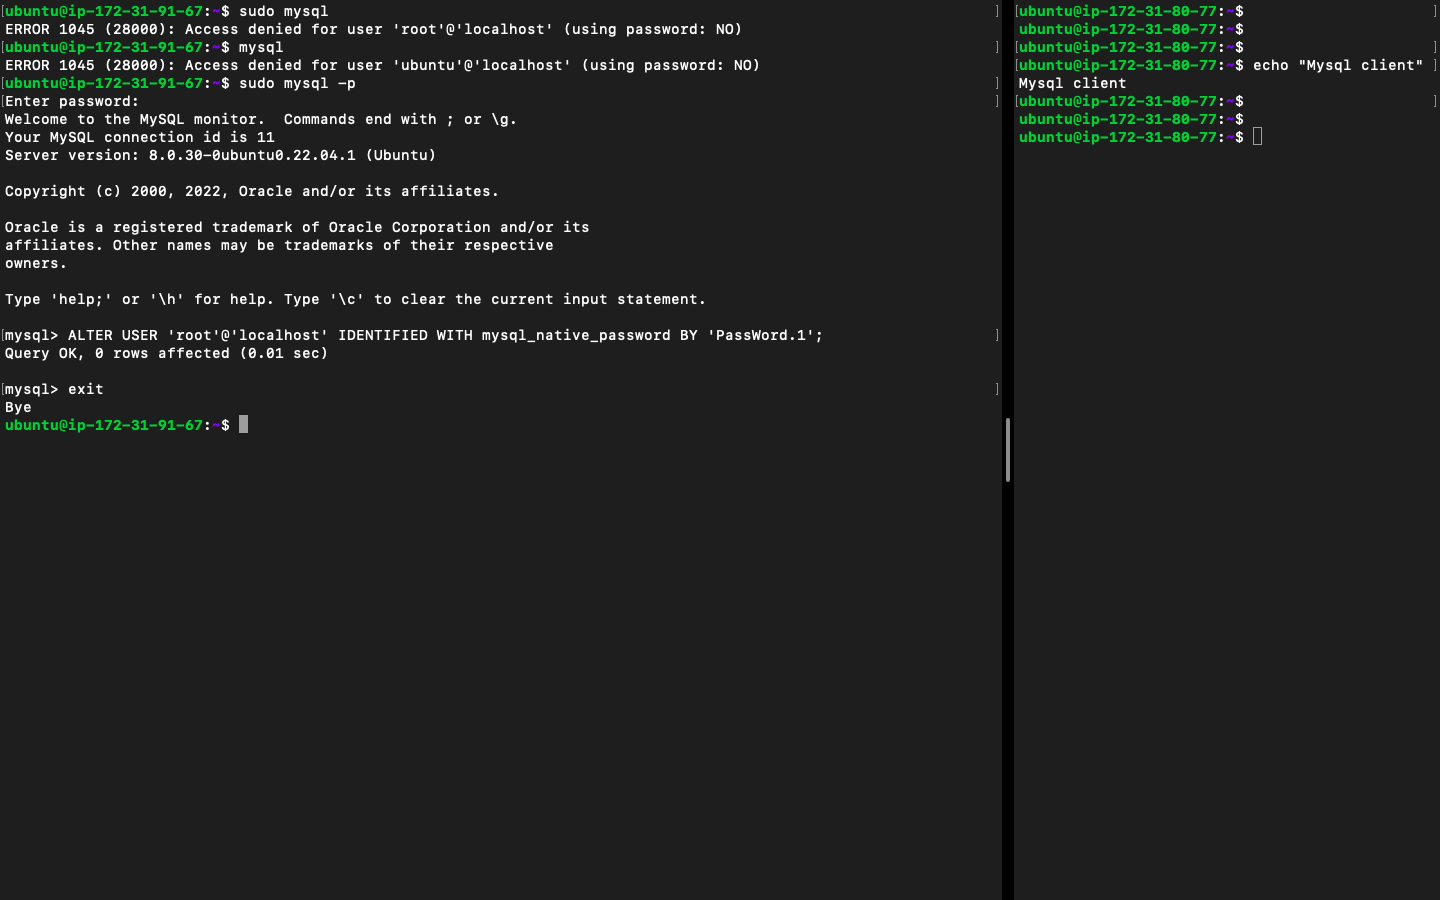 [ubuntu@ip-172-31-91-67:~$ sudo mysql ]
ERROR 1045 (28000): Access denied for user 'root'@'localhost' (using password: NO)
[ubuntu@ip-172-31-91-67:~$ mysql ]
ERROR 1045 (28000): Access denied for user 'ubuntu'@'localhost' (using password: NO)
[ubuntu@ip-172-31-91-67:~$ sudo mysql -p ]
[Enter password: ]
Welcome to the MySQL monitor.  Commands end with ; or \g.
Your MySQL connection id is 11
Server version: 8.0.30-0ubuntu0.22.04.1 (Ubuntu)
Copyright (c) 2000, 2022, Oracle and/or its affiliates.
Oracle is a registered trademark of Oracle Corporation and/or its
affiliates. Other names may be trademarks of their respective
owners.
Type 'help;' or '\h' for help. Type '\c' to clear the current input statement.
[mysql> ALTER USER 'root'@'localhost' IDENTIFIED WITH mysql_native_password BY 'PassWord.1'; ]
Query OK, 0 rows affected (0.01 sec)
[mysql> exit ]
Bye
ubuntu@ip-172-31-91-67:~$
[ubuntu@ip-172-31-80-77:~$ ]
ubuntu@ip-172-31-80-77:~$
[ubuntu@ip-172-31-80-77:~$ ]
[ubuntu@ip-172-31-80-77:~$ echo "Mysql client" ]
Mysql client
[ubuntu@ip-172-31-80-77:~$ ]
ubuntu@ip-172-31-80-77:~$
ubuntu@ip-172-31-80-77:~$